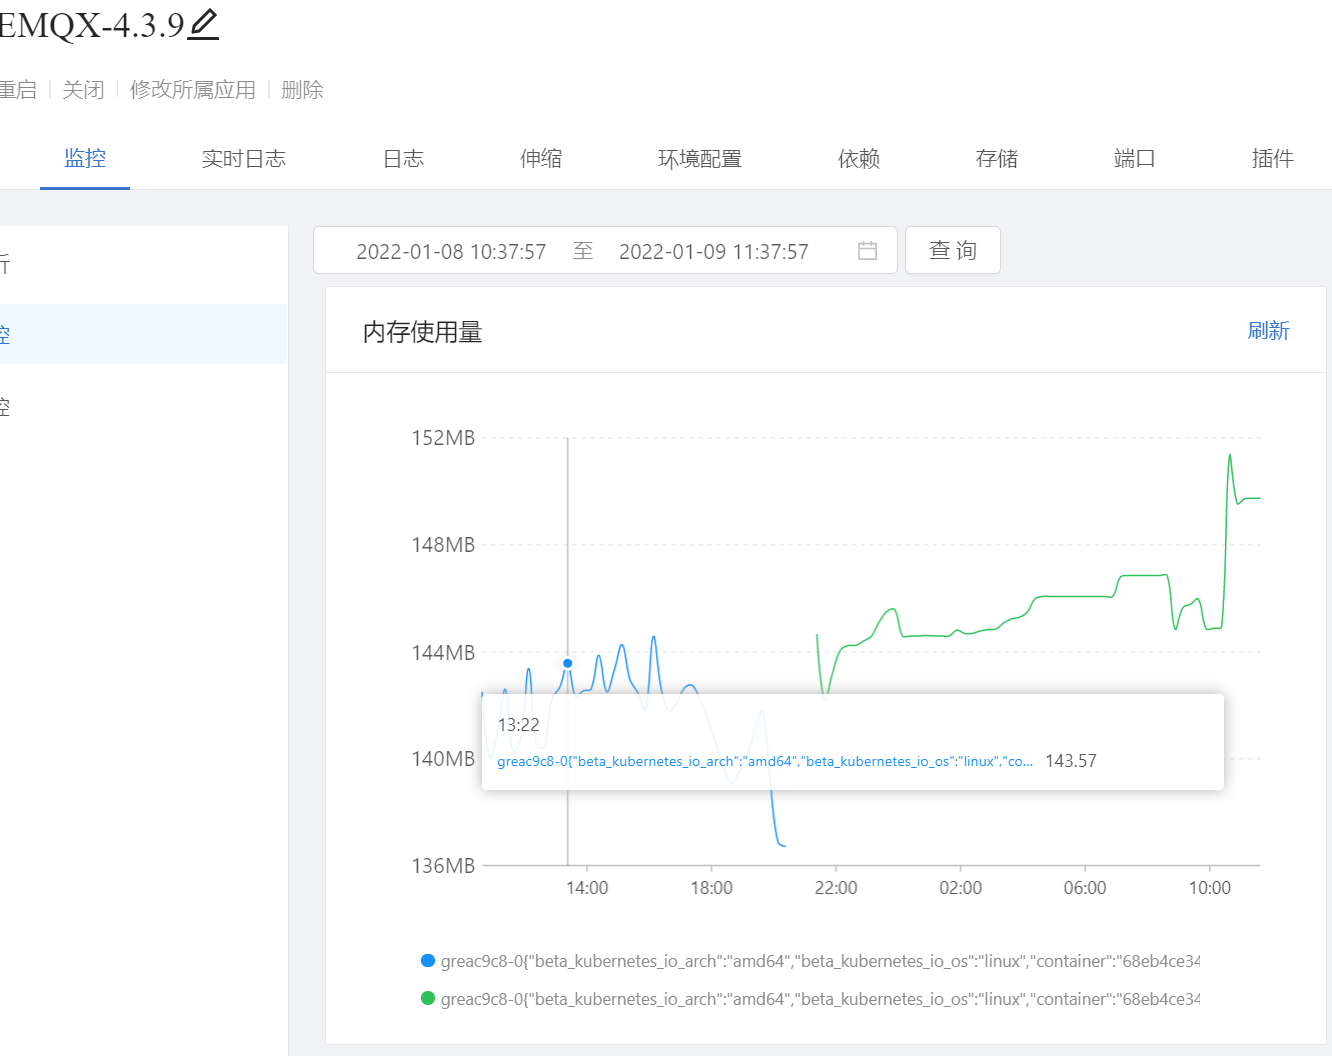 EMQX-4.3.9
重启 关闭 修改所属应用 删除
监控 实时日志 日志 伸缩 环境配置 依赖 存储 端口 插件
析
控
控
2022-01-08 10:37:57 至 2022-01-09 11:37:57 查 询
内存使用量 刷新
152MB
148MB
144MB
13:22
140MB
greac9c8-0{"beta_kubernetes_io_arch":"amd64","beta_kubernetes_io_os":"linux","co... 143.57
136MB
14:00 18:00 22:00 02:00 06:00 10:00
greac9c8-0{"beta_kubernetes_io_arch":"amd64","beta_kubernetes_io_os":"linux","container":"68eb4ce34
greac9c8-0{"beta_kubernetes_io_arch":"amd64","beta_kubernetes_io_os":"linux","container":"68eb4ce34